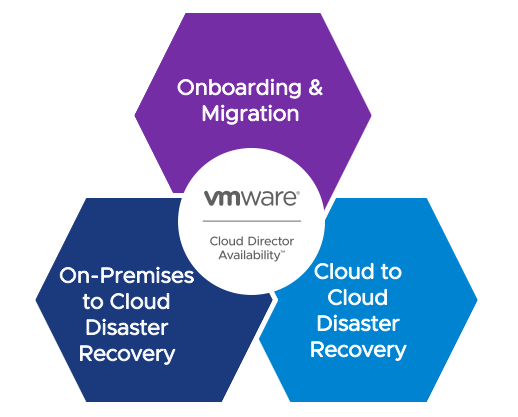 Onboarding &
Migration
vmware®
Cloud Director
Availability™
On-Premises
to Cloud
Disaster
Recovery
Cloud to
Cloud
Disaster
Recovery